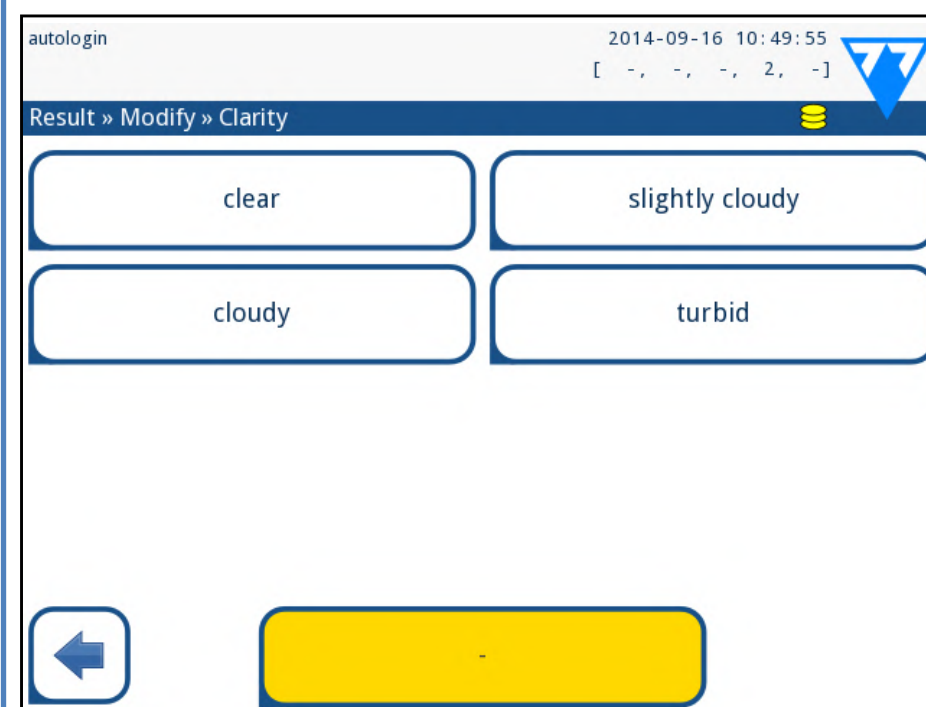 autologin 2014-09-16 10:49:55
[ -, -, -, 2, -]
Result » Modify » Clarity
clear slightly cloudy
cloudy turbid
-